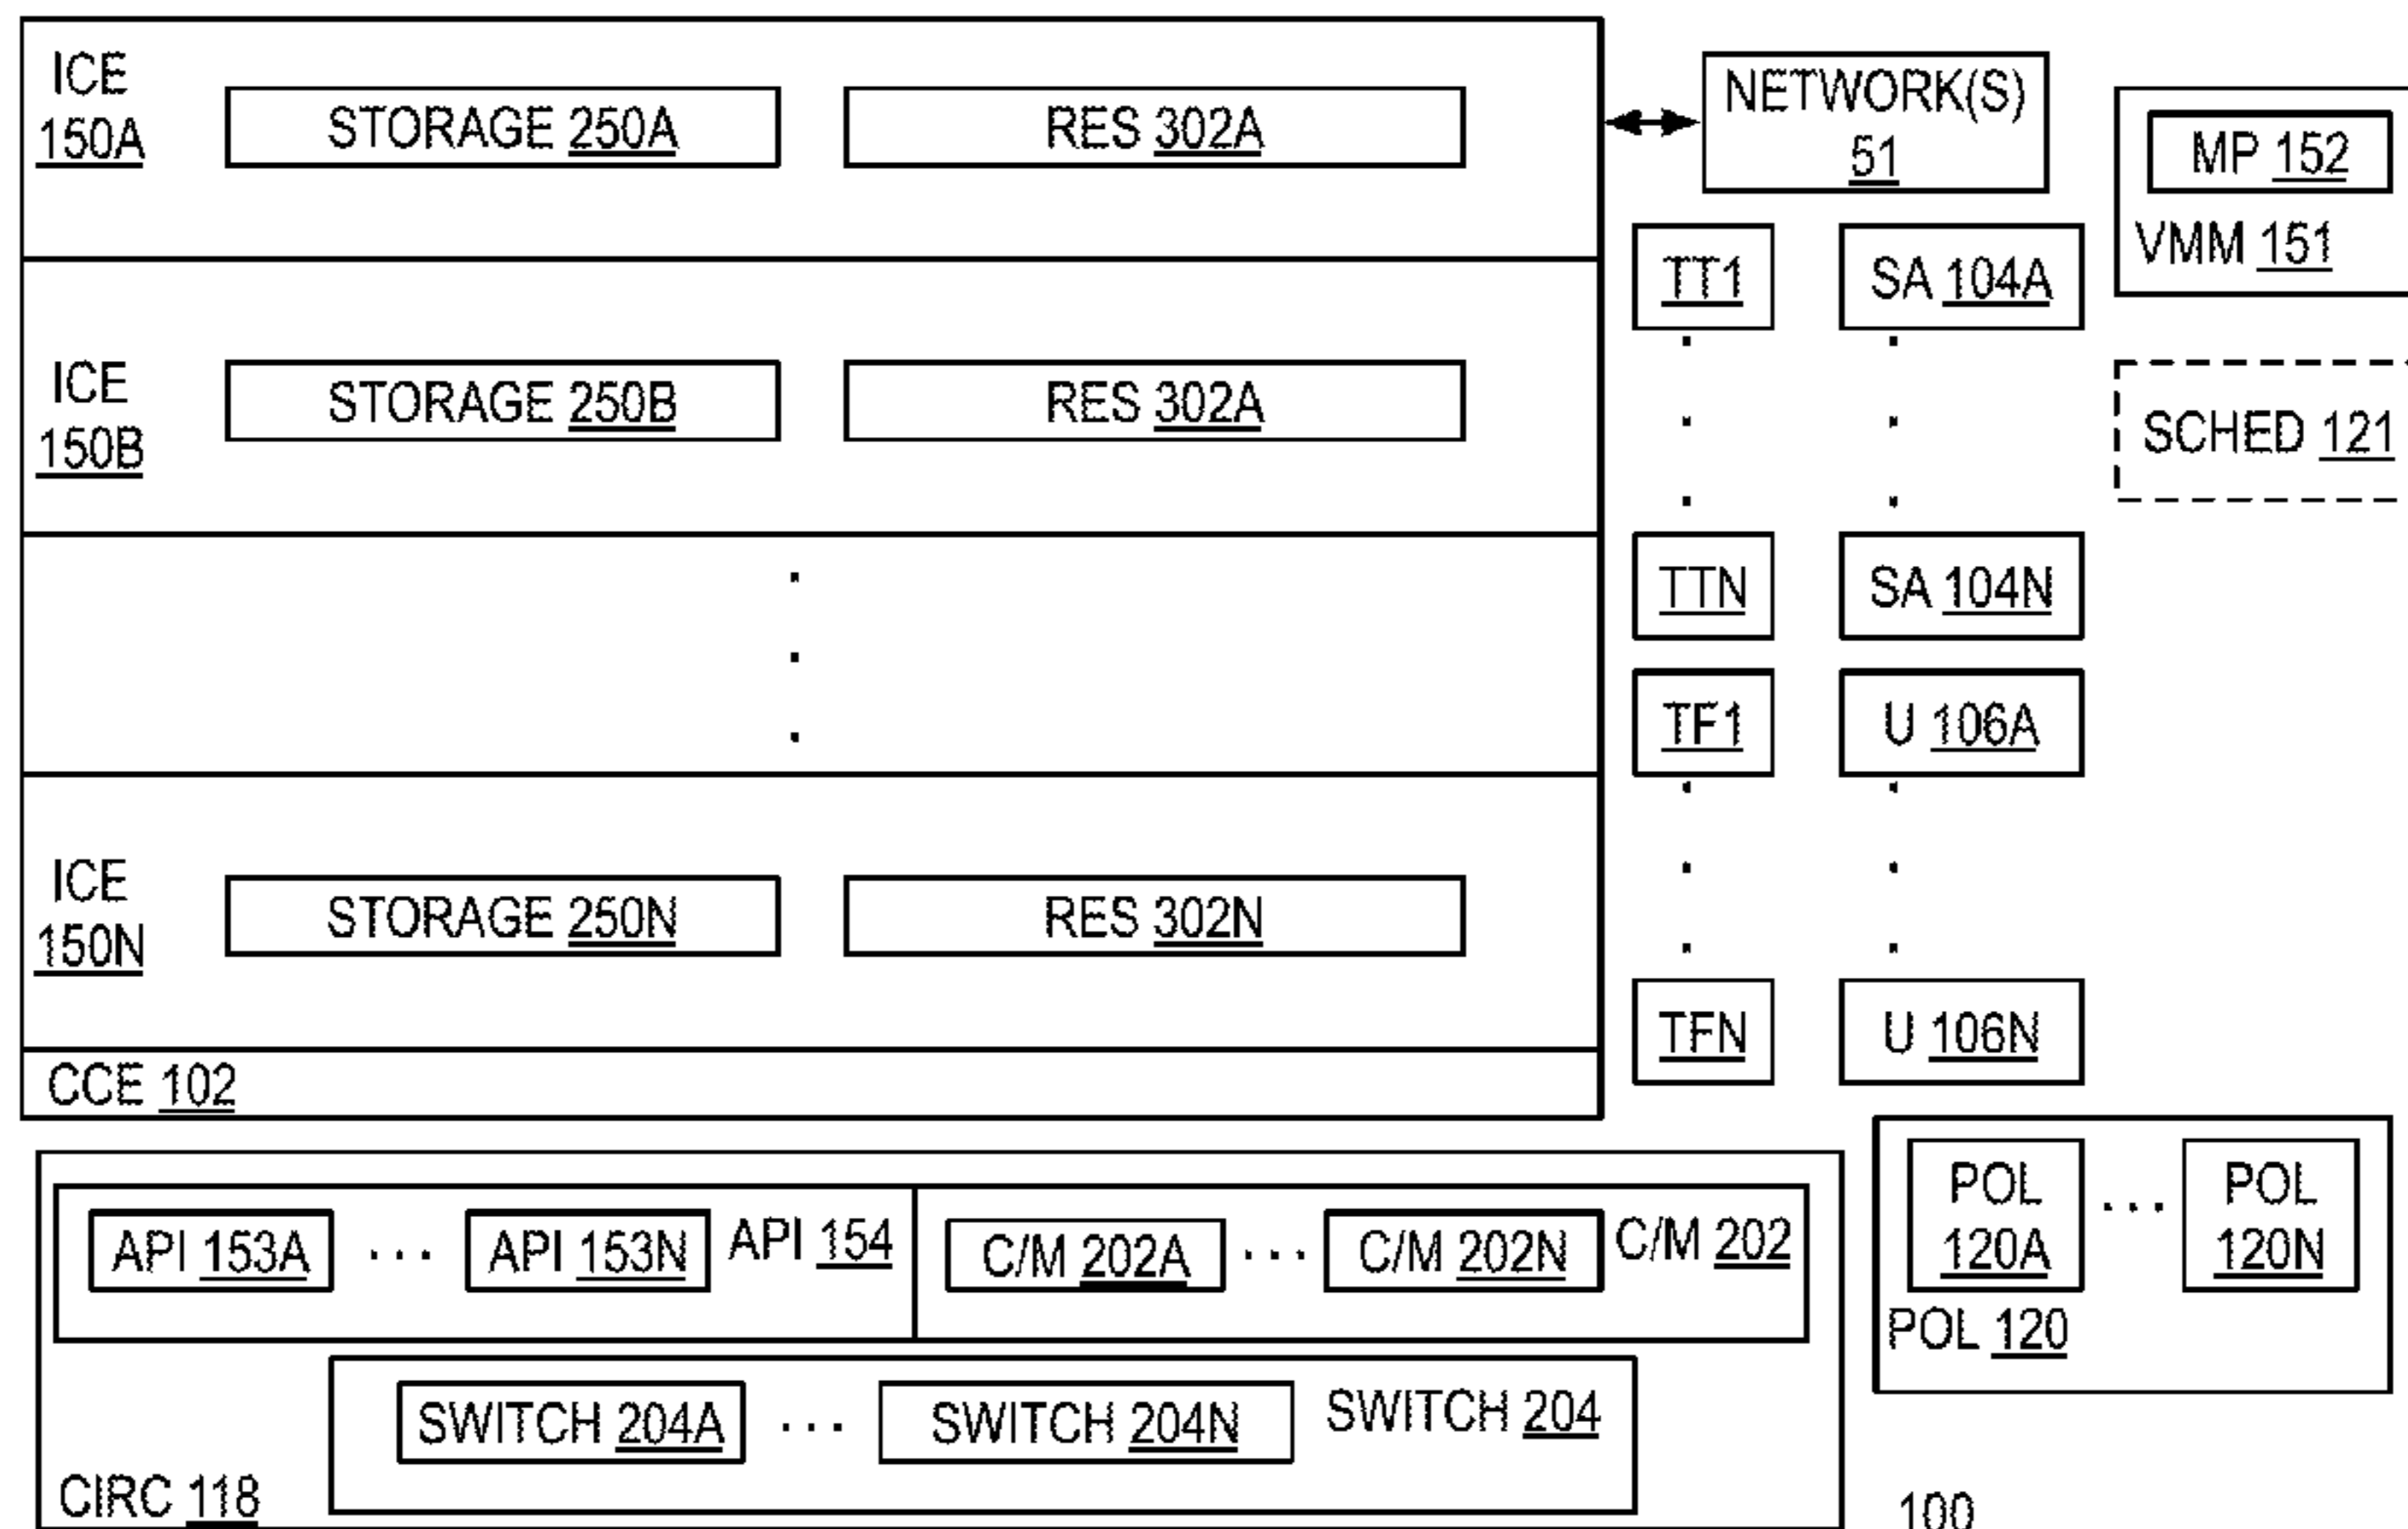 ICE
150A
STORAGE 250A
RES 302A
NETWORK(S)
51
MP 152
VMM 151
TT1
SA 104A
ICE
150B
STORAGE 250B
RES 302A
SCHED 121
TTN
SA 104N
TF1
U 106A
ICE
150N
STORAGE 250N
RES 302N
TFN
U 106N
CCE 102
API 153A
...
API 153N
API 154
C/M 202A
...
C/M 202N
C/M 202
POL
120A
...
POL
120N
POL 120
SWITCH 204A
...
SWITCH 204N
SWITCH 204
CIRC 118
100